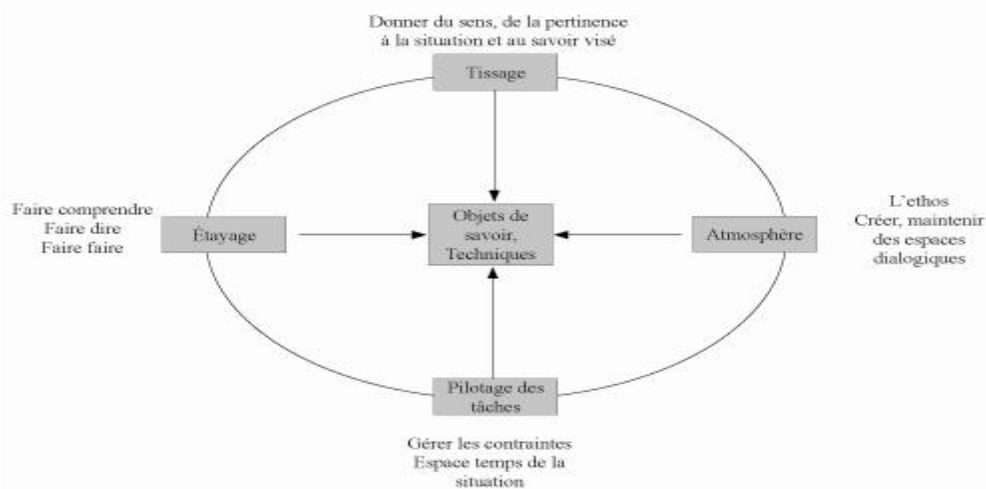 Donner du sens, de la pertinence
à la situation et au savoir visé
Tissage
Faire comprendre
Faire dire
Faire faire
Étayage
Objets de
savoir,
Techniques
Atmosphère
L'ethos
Créer, maintenir
des espaces
dialogiques
Pilotage des
tâches
Gérer les contraintes
Espace temps de la
situation